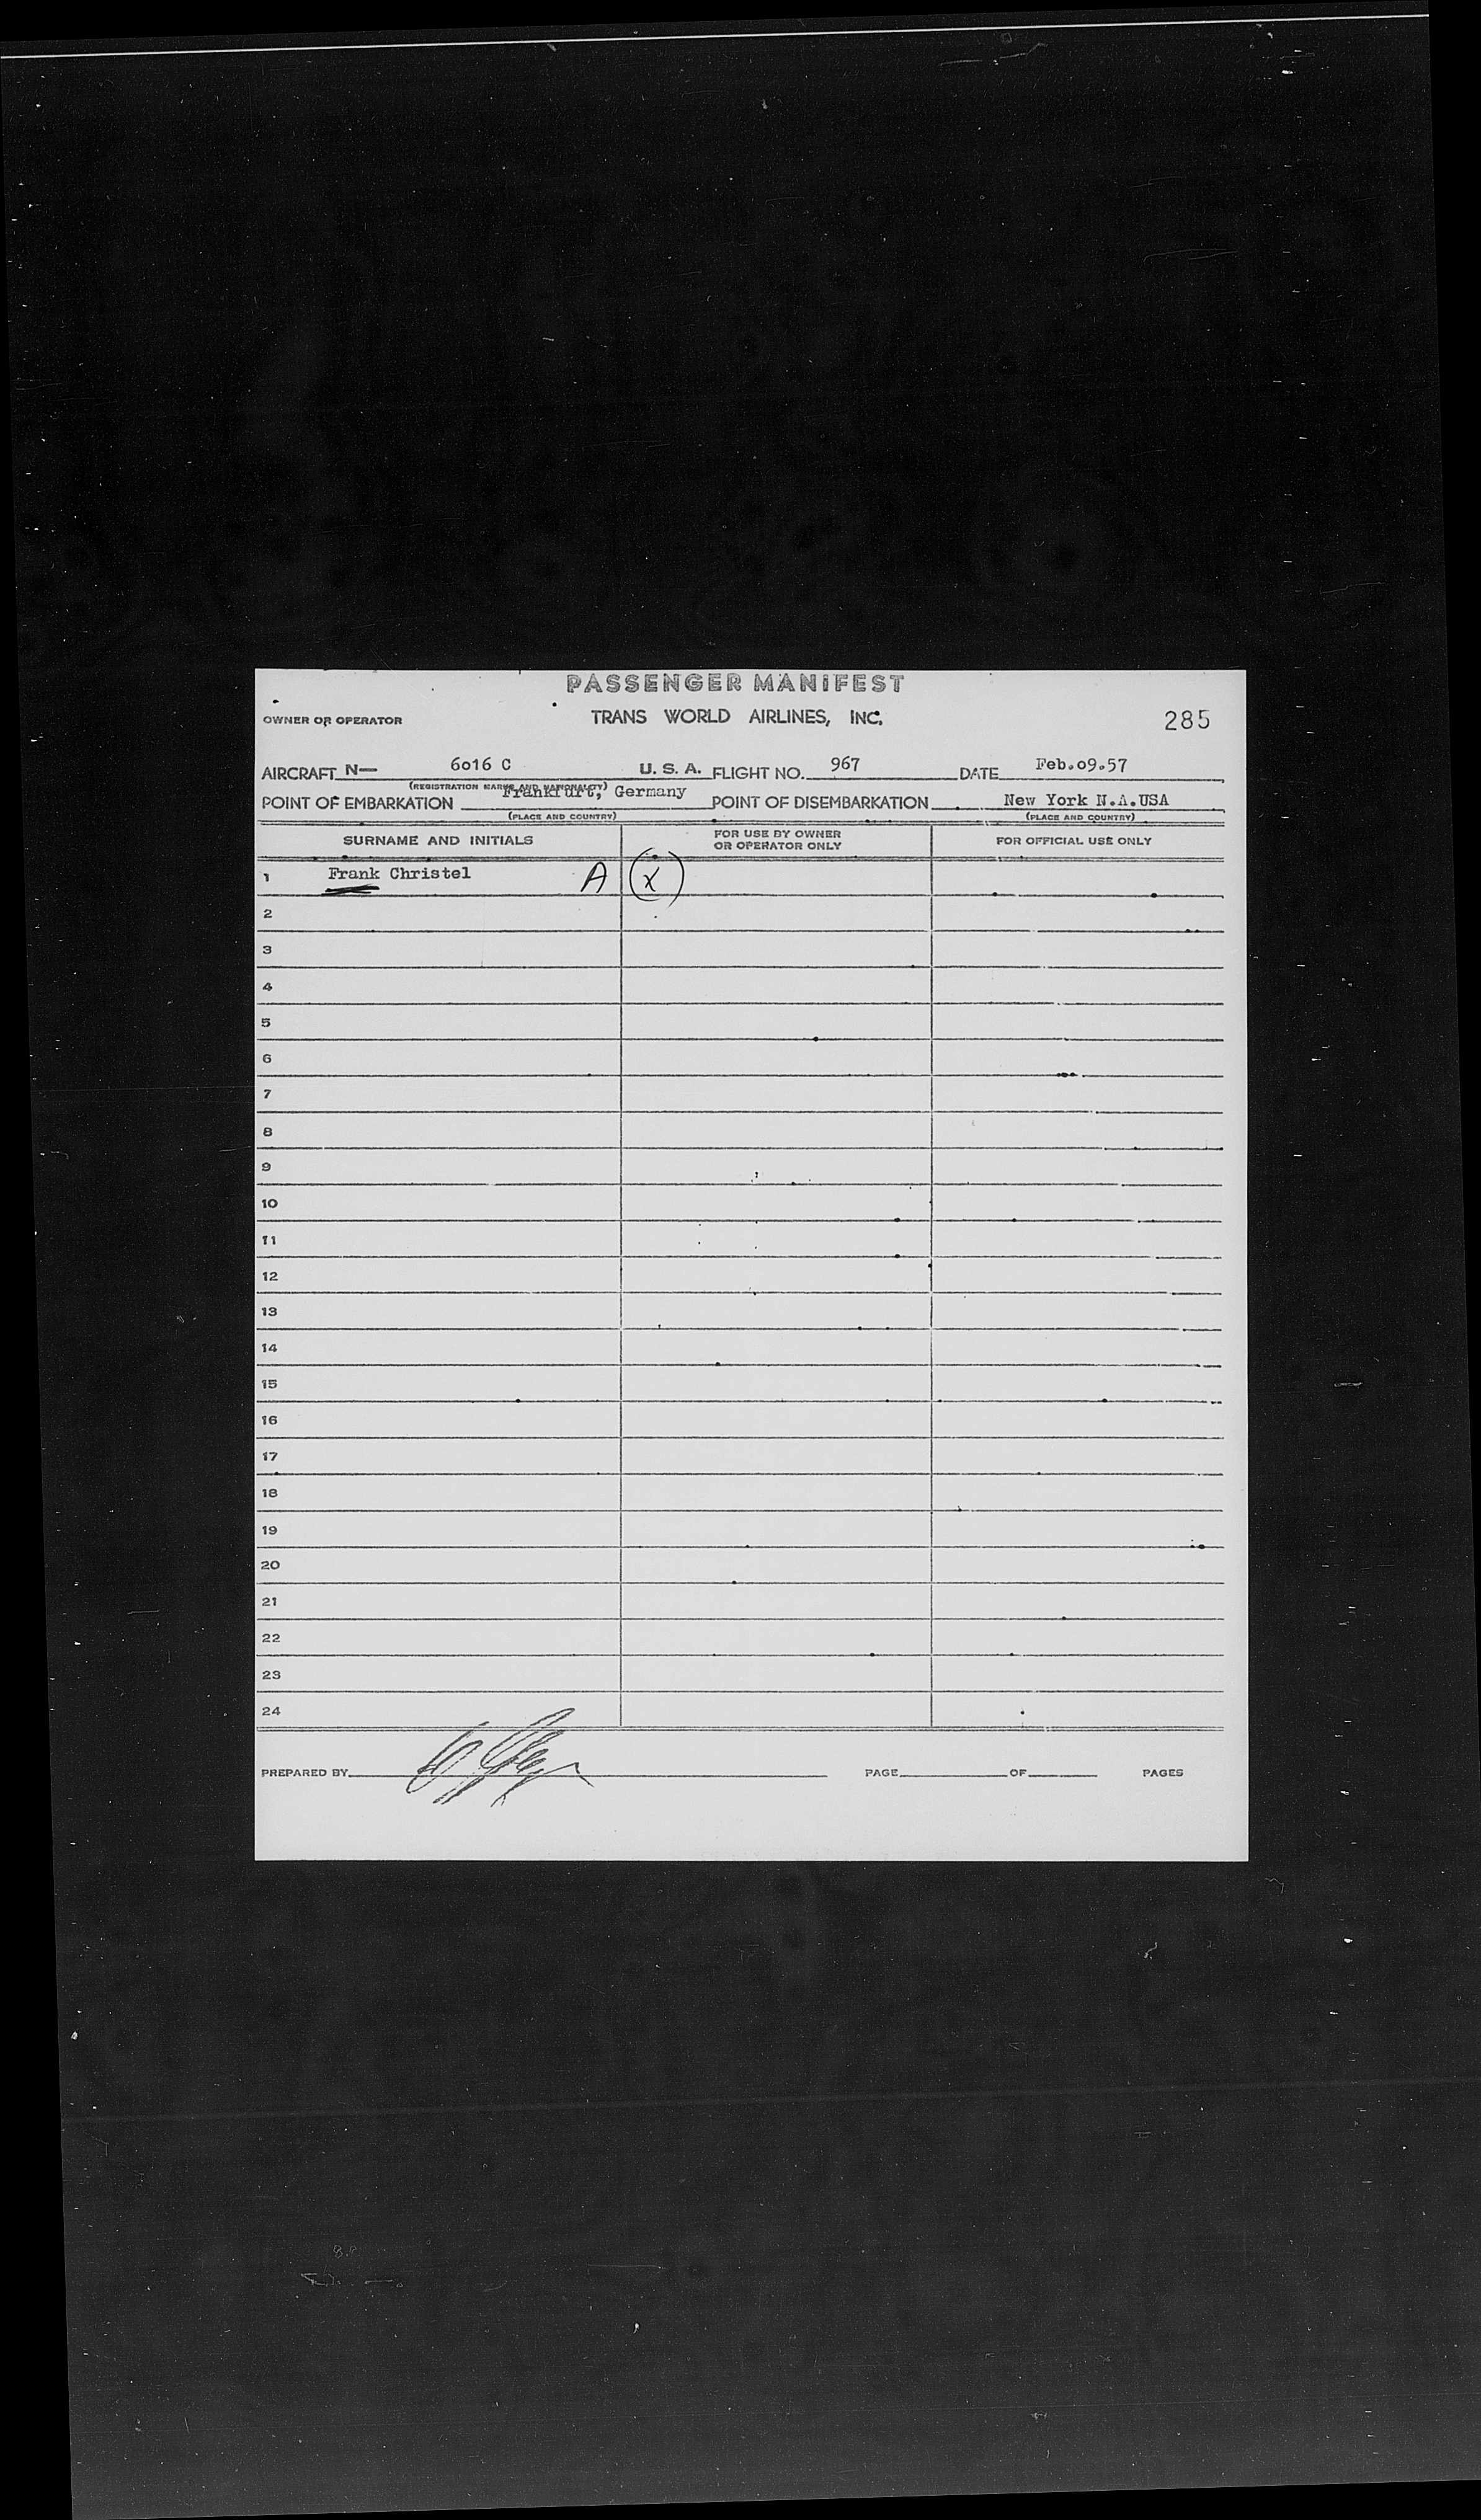 PASSENGER MANIFEST
OWNER OR OPERATOR TRANS WORLD AIRLINES, INC. 285
AIRCRAFT N— 6o16 C U. S. A. FLIGHT NO. 967 DATE Feb.o9.57
(REGISTRATION MARKS AND NATIONALITY)
POINT OF EMBARKATION Frankfurt, Germany POINT OF DISEMBARKATION New York N.A.USA
(PLACE AND COUNTRY) (PLACE AND COUNTRY)
SURNAME AND INITIALS FOR USE BY OWNER OR OPERATOR ONLY FOR OFFICIAL USE ONLY
1 Frank Christel A (X)
2
3
4
5
6
7
8
9
10
11
12
13
14
15
16
17
18
19
20
21
22
23
24
PREPARED BY PAGE OF PAGES